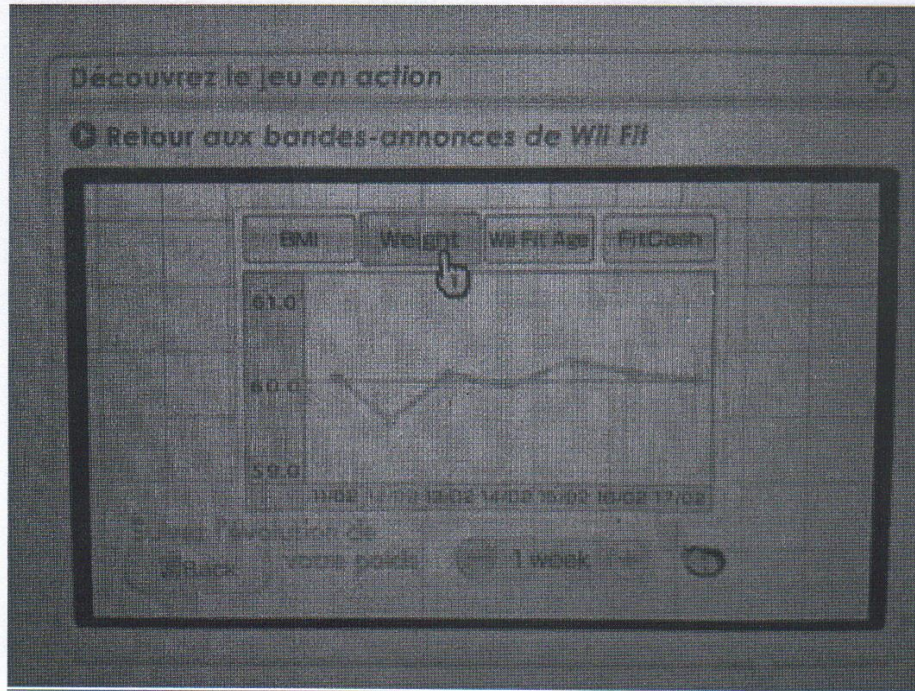 Découvrez le jeu en action
Retour aux bandes-annonces de Wii Fit
BMI Weight Wii Fit Age FitCash
61.0
60.0
59.0
11/02 12/02 13/02 14/02 15/02 16/02 17/02
Suivez l'évolution de
votre poids
Back 1 week